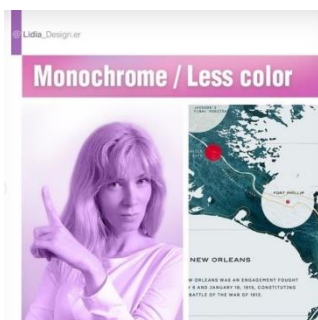 @Lidia_Design.er
Monochrome / Less color
FORT PHILLIP
NEW ORLEANS
W ORLEANS WAS AN ENGAGEMENT FOUGHT
Y 8 AND JANUARY 18, 1815, CONSTITUTING
BATTLE OF THE WAR OF 1812.